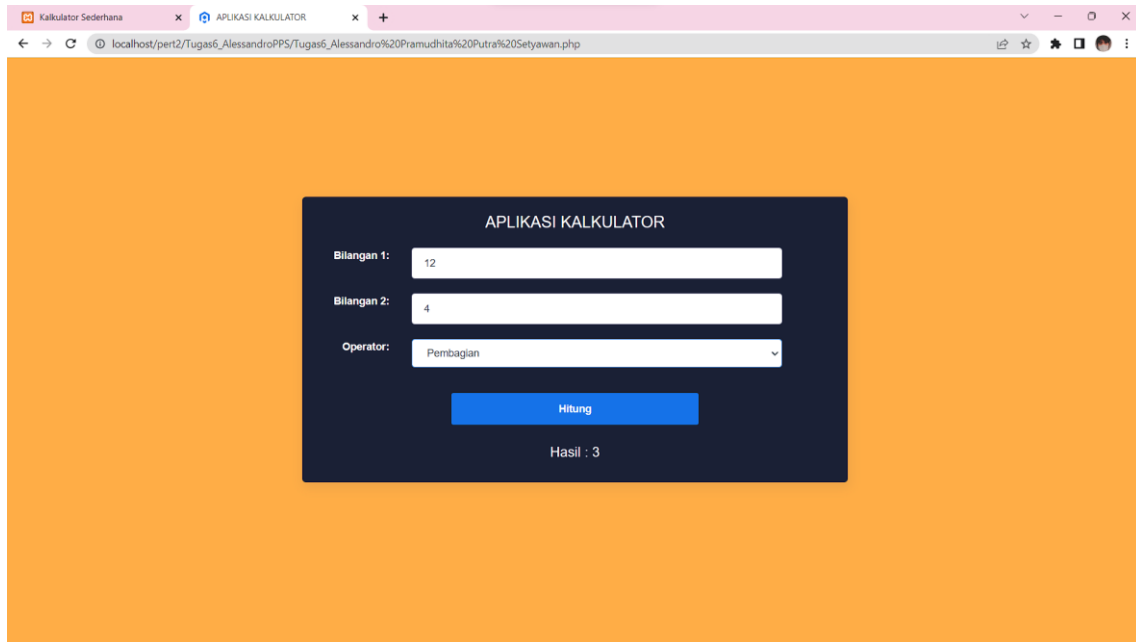 Kalkulator Sederhana
APLIKASI KALKULATOR
localhost/pert2/Tugas6_AlessandroPPS/Tugas6_Alessandro%20Pramudhita%20Putra%20Setyawan.php
APLIKASI KALKULATOR
Bilangan 1:
12
Bilangan 2:
4
Operator:
Pembagian
Hitung
Hasil : 3